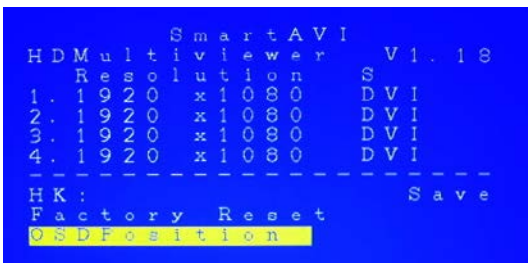 SmartAVI
HDMultiviewer V1.18
Resolution S
1. 1920 x1080 DVI
2. 1920 x1080 DVI
3. 1920 x1080 DVI
4. 1920 x1080 DVI
HK: Save
Factory Reset
OSDPosition